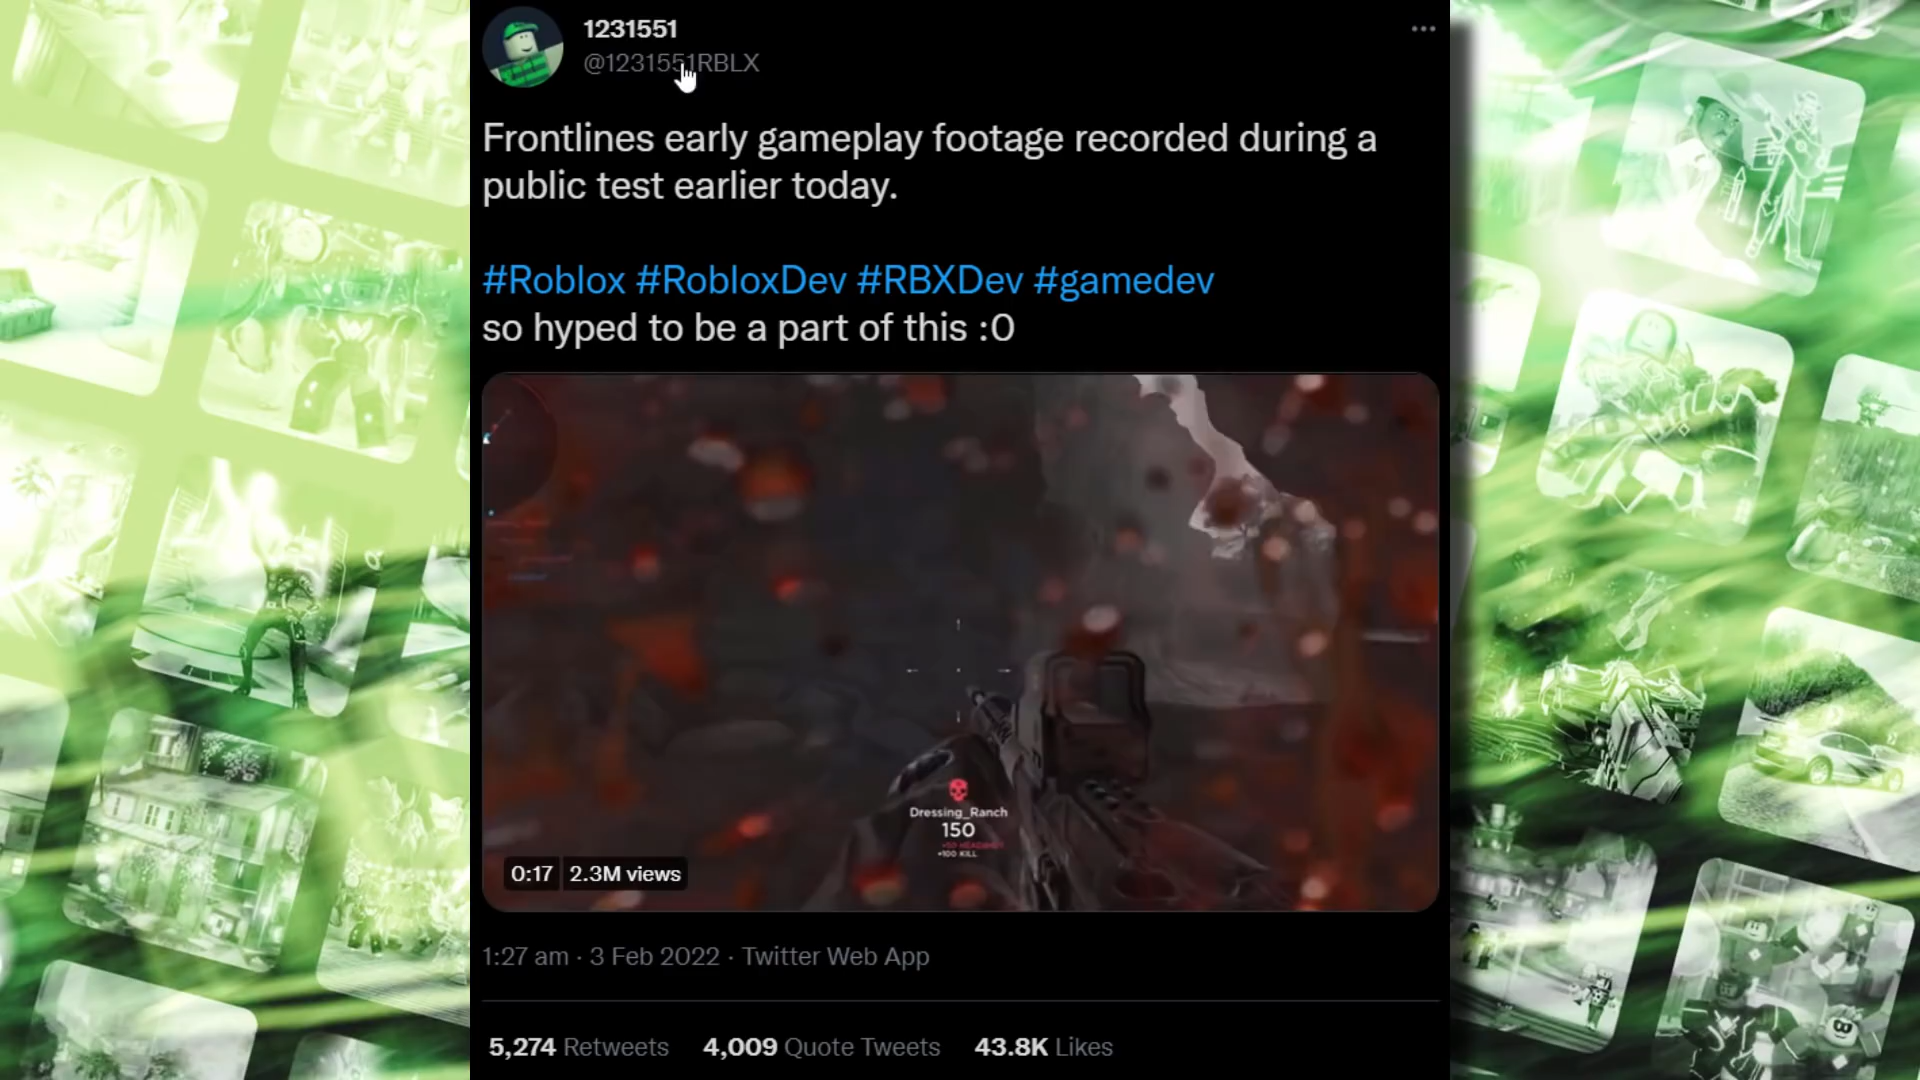 1231551
@1231551RBLX
Frontlines early gameplay footage recorded during a
public test earlier today.
#Roblox #RobloxDev #RBXDev #gamedev
so hyped to be a part of this :O
Dressing_Ranch
150
+50 HEADSHOT
+100 KILL
0:17 2.3M views
1:27 am · 3 Feb 2022 · Twitter Web App
5,274 Retweets 4,009 Quote Tweets 43.8K Likes